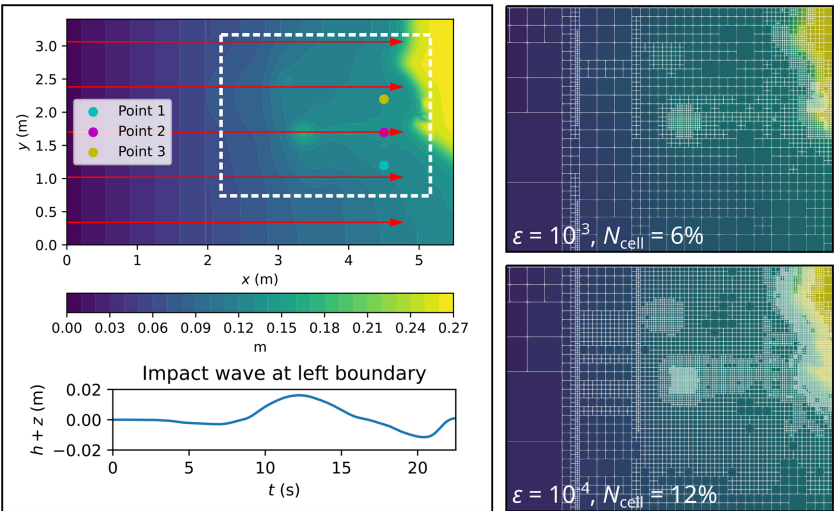 3.0
2.5
2.0
1.5
1.0
0.5
0.0
y (m)
Point 1
Point 2
Point 3
0 1 2 3 4 5
x (m)
0.00 0.03 0.06 0.09 0.12 0.15 0.18 0.21 0.24 0.27
m
Impact wave at left boundary
0.02
0.00
−0.02
h + z (m)
0 5 10 15 20
t (s)
ε = 10⁻³, N_cell = 6%
ε = 10⁻⁴, N_cell = 12%